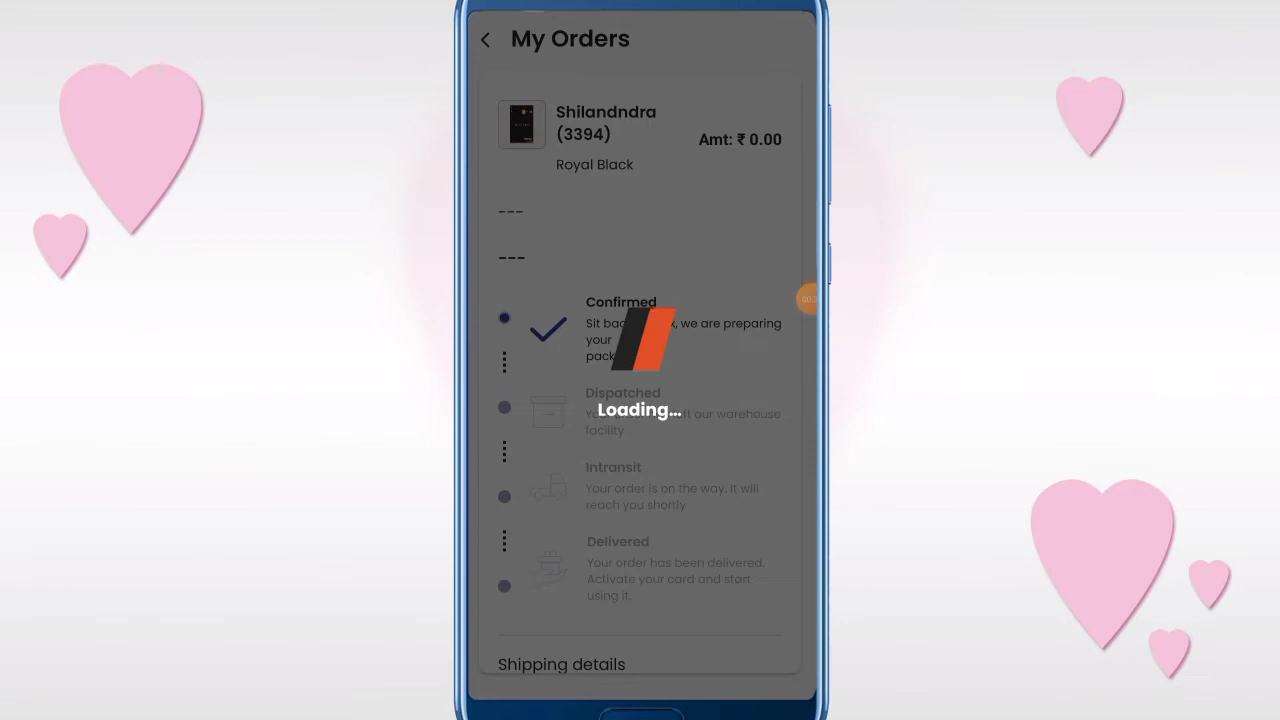 My Orders
Shilandndra
(3394)
Amt: ₹ 0.00
Royal Black
---
---
Confirmed
Sit bac x, we are preparing
your
pack
Dispatched
Loading...
ft our warehouse
facility
Intransit
Your order is on the way. It will
reach you shortly
Delivered
Your order has been delivered.
Activate your card and start
using it.
Shipping details